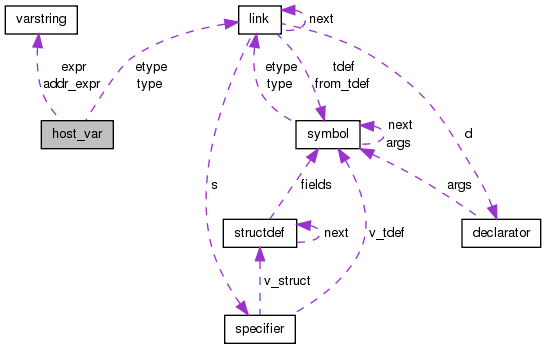 varstring
link
next
expr
addr_expr
etype
type
etype
type
tdef
from_tdef
host_var
symbol
next
args
d
s
fields
args
structdef
next
v_tdef
declarator
v_struct
specifier